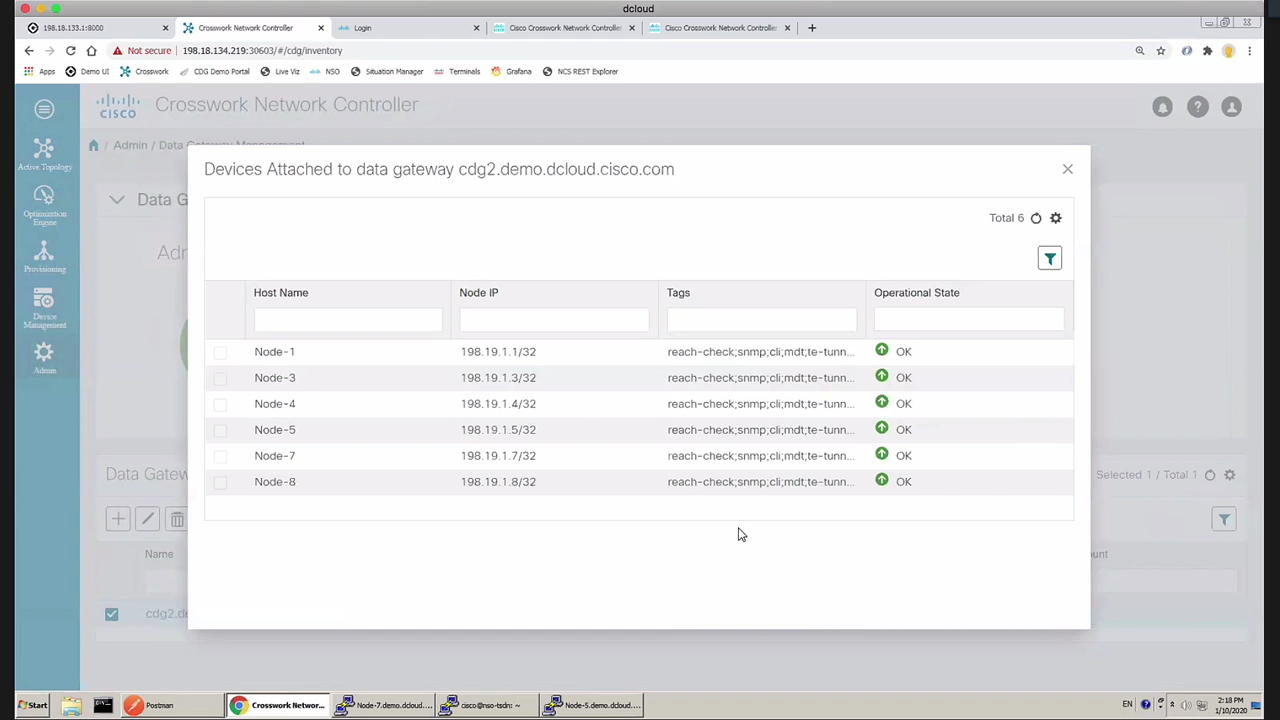 dcloud
198.18.133.1:8000
Crosswork Network Controller
Login
Cisco Crosswork Network Controll
Cisco Crosswork Network Controll
Not secure
198.18.134.219:30603/#/cdg/inventory
Apps
Demo UI
Crosswork
CDG Demo Portal
Live Viz
NSO
Situation Manager
Terminals
Grafana
NCS REST Explorer
CISCO
Crosswork Network Controller
Active Topology
Optimization Engine
Provisioning
Device Management
Admin
Admin / Data Gateway Management
Data G
Adm
Devices Attached to data gateway cdg2.demo.dcloud.cisco.com
Total 6
Host Name Node IP Tags Operational State
Node-1 198.19.1.1/32 reach-check;snmp;cli;mdt;te-tunn... OK
Node-3 198.19.1.3/32 reach-check;snmp;cli;mdt;te-tunn... OK
Node-4 198.19.1.4/32 reach-check;snmp;cli;mdt;te-tunn... OK
Node-5 198.19.1.5/32 reach-check;snmp;cli;mdt;te-tunn... OK
Node-7 198.19.1.7/32 reach-check;snmp;cli;mdt;te-tunn... OK
Node-8 198.19.1.8/32 reach-check;snmp;cli;mdt;te-tunn... OK
Data Gatew
Selected 1 / Total 1
Name
ount
cdg2.de
Start
Postman
Crosswork Networ...
Node-7.demo.dcloud....
cisco@nso-tsdn: ~
Node-5.demo.dcloud....
EN
2:18 PM
1/10/2020